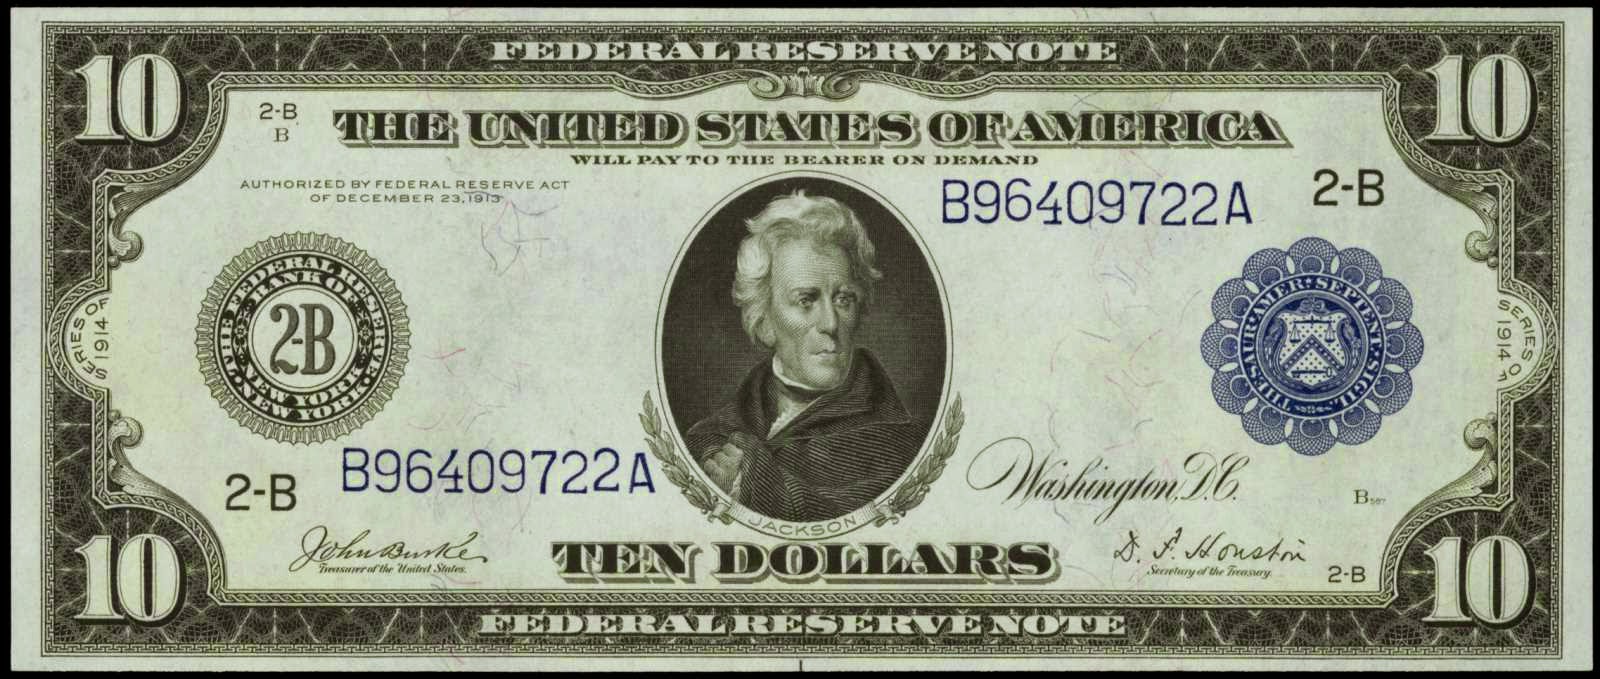 FEDERAL RESERVE NOTE
10
10
2-B
B
THE UNITED STATES OF AMERICA
WILL PAY TO THE BEARER ON DEMAND
AUTHORIZED BY FEDERAL RESERVE ACT
OF DECEMBER 23, 1913
B96409722A
2-B
SERIES OF
1914
THE FEDERAL RESERVE
BANK OF
2-B
NEW YORK
NEW YORK
THESAUR. AMER. SEPTENT. SIGIL.
SERIES OF
1914
2-B
B96409722A
JACKSON
Washington, D.C.
B587
John Burke
Treasurer of the United States.
TEN DOLLARS
D. F. Houston
Secretary of the Treasury.
2-B
10
10
FEDERAL RESERVE NOTE